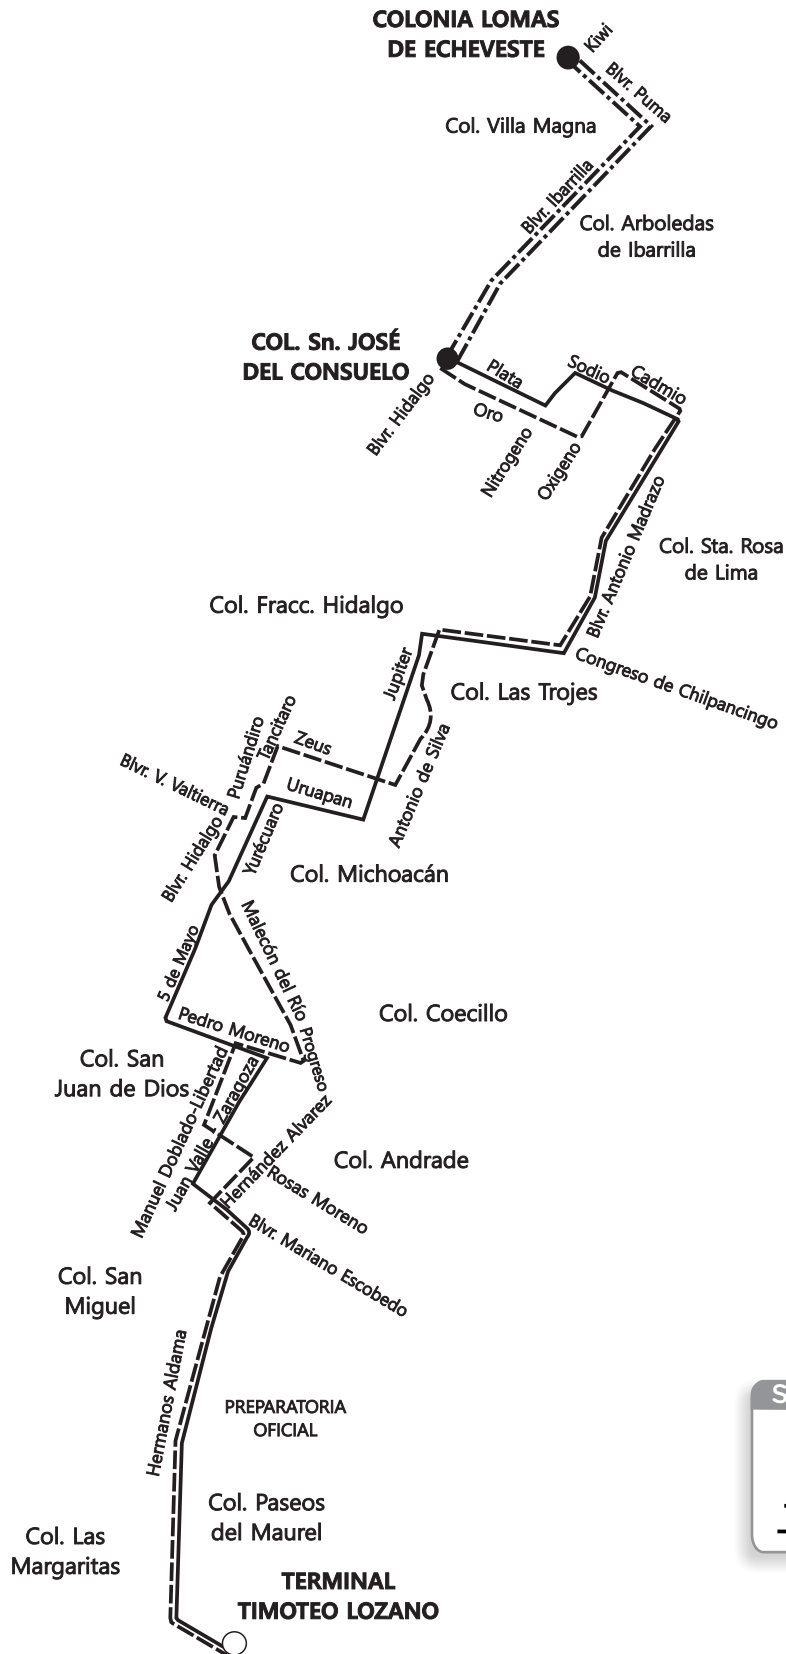 COLONIA LOMAS
DE ECHEVESTE
Kiwi
Blvr. Puma
Col. Villa Magna
Blvr. Ibarrilla
Col. Arboledas
de Ibarrilla
COL. Sn. JOSÉ
DEL CONSUELO
Plata
Sodio
Cadmio
Blvr. Hidalgo
Oro
Nitrogeno
Oxigeno
Blvr. Antonio Madrazo
Col. Sta. Rosa
de Lima
Col. Fracc. Hidalgo
Jupiter
Congreso de Chilpancingo
Col. Las Trojes
Puruándiro
Tancitaro
Zeus
Antonio de Silva
Blvr. V. Valtierra
Uruapan
Blvr. Hidalgo
Yurécuaro
Col. Michoacán
Malecón del Río
5 de Mayo
Col. Coecillo
Pedro Moreno
Progreso
Col. San
Juan de Dios
Manuel Doblado-Libertad
Zaragoza
Juan Valle
Hernández Alvarez
Col. Andrade
Rosas Moreno
Blvr. Mariano Escobedo
Col. San
Miguel
Hermanos Aldama
PREPARATORIA
OFICIAL
S
Col. Paseos
del Maurel
Col. Las
Margaritas
TERMINAL
TIMOTEO LOZANO